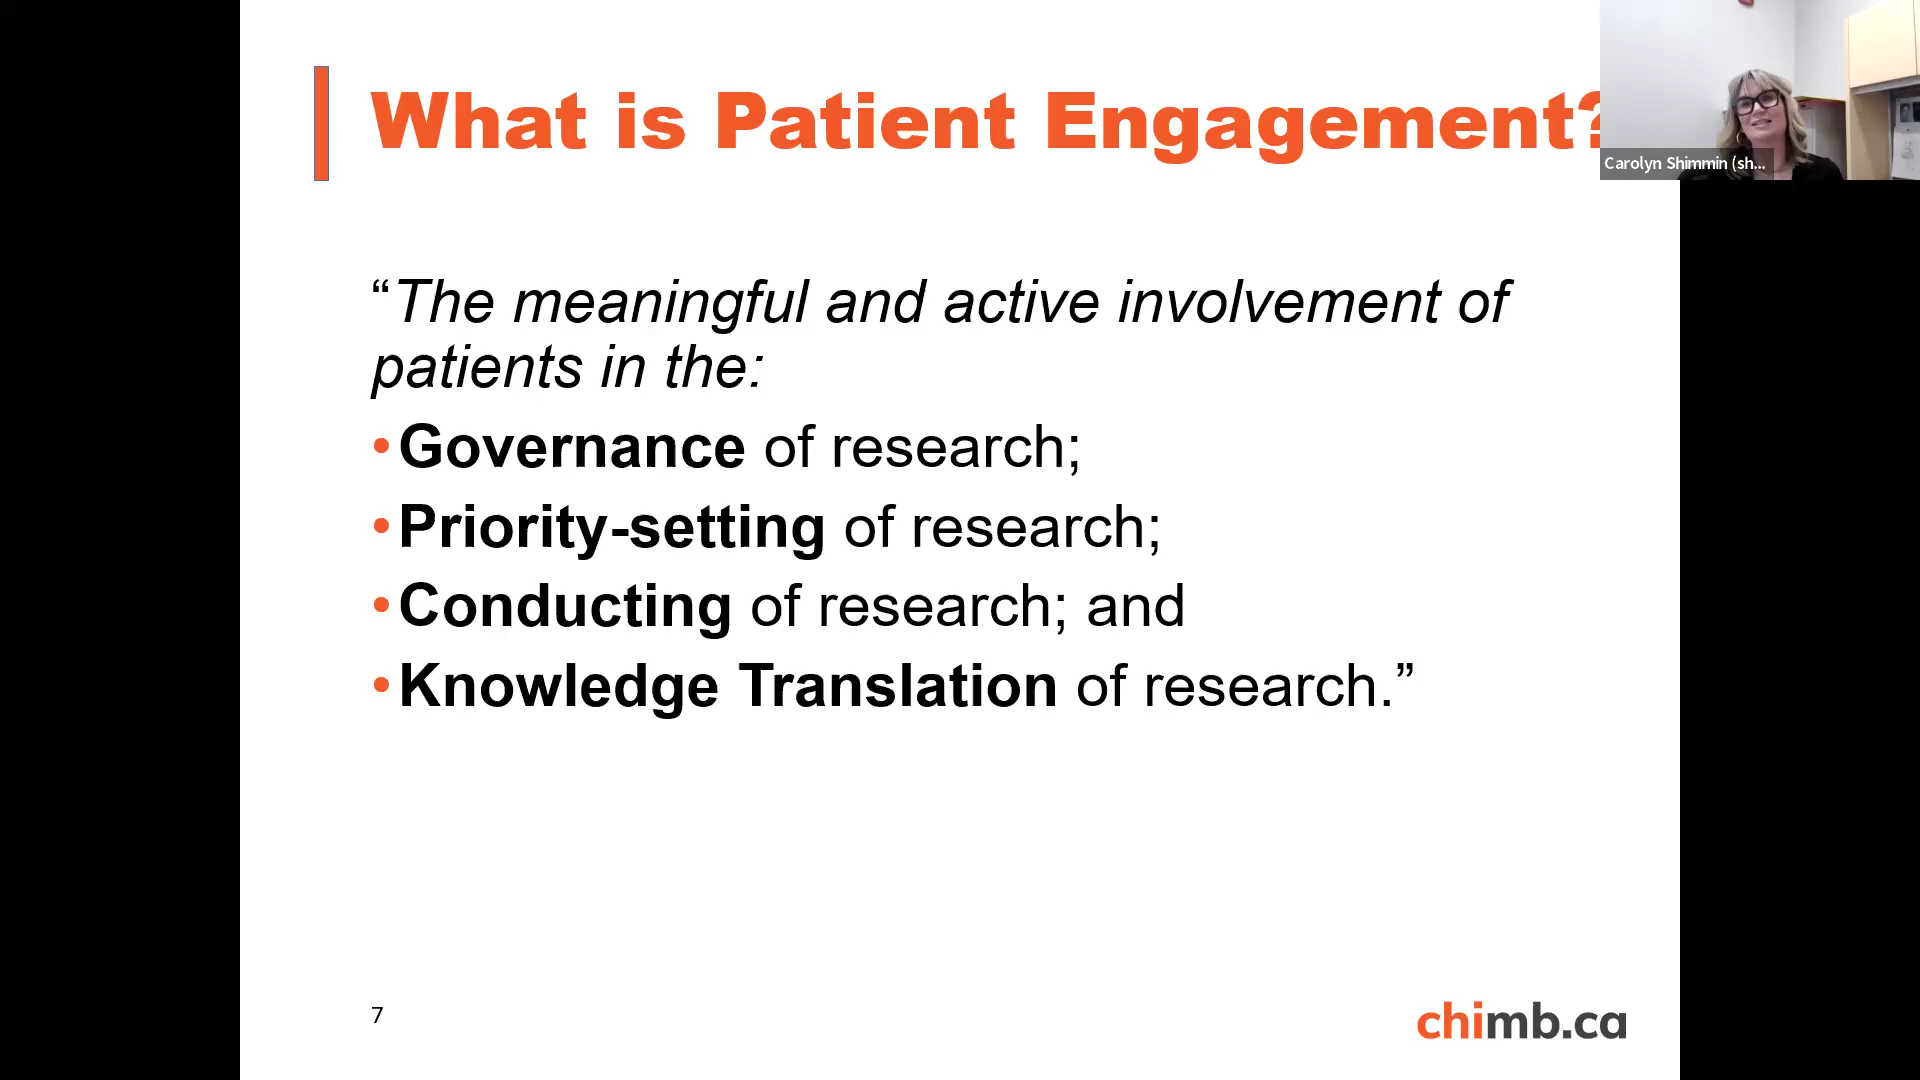 What is Patient Engagement?
Carolyn Shimmin (sh...
“The meaningful and active involvement of
patients in the:
•Governance of research;
•Priority-setting of research;
•Conducting of research; and
•Knowledge Translation of research.”
7
chimb.ca